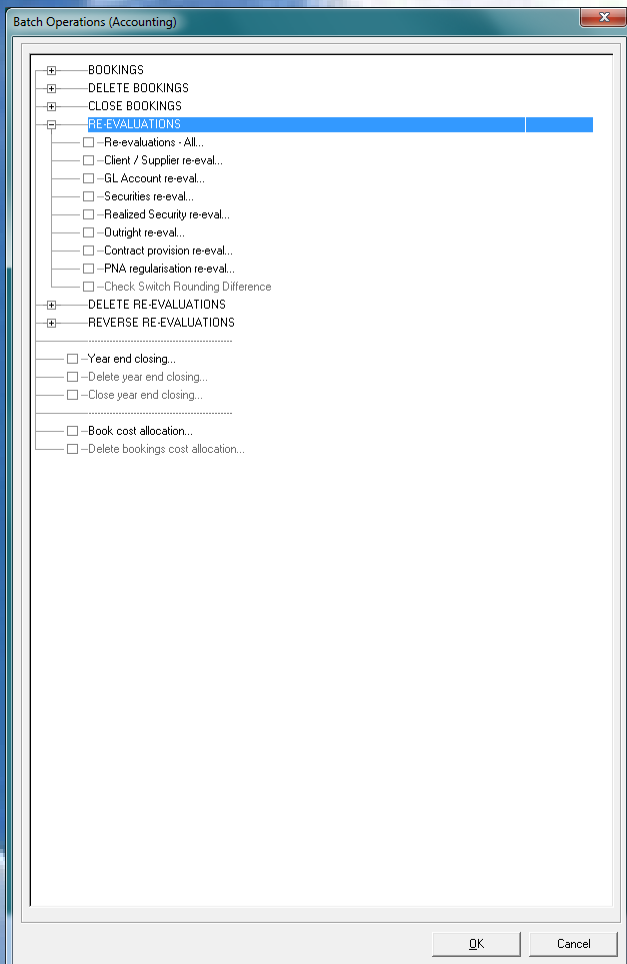 Batch Operations (Accounting)
BOOKINGS
DELETE BOOKINGS
CLOSE BOOKINGS
RE-EVALUATIONS
Re-evaluations - All...
Client / Supplier re-eval...
GL Account re-eval...
Securities re-eval...
Realized Security re-eval...
Outright re-eval...
Contract provision re-eval...
PNA regularisation re-eval...
Check Switch Rounding Difference
DELETE RE-EVALUATIONS
REVERSE RE-EVALUATIONS
Year end closing...
Delete year end closing...
Close year end closing...
Book cost allocation...
Delete bookings cost allocation...
OK Cancel